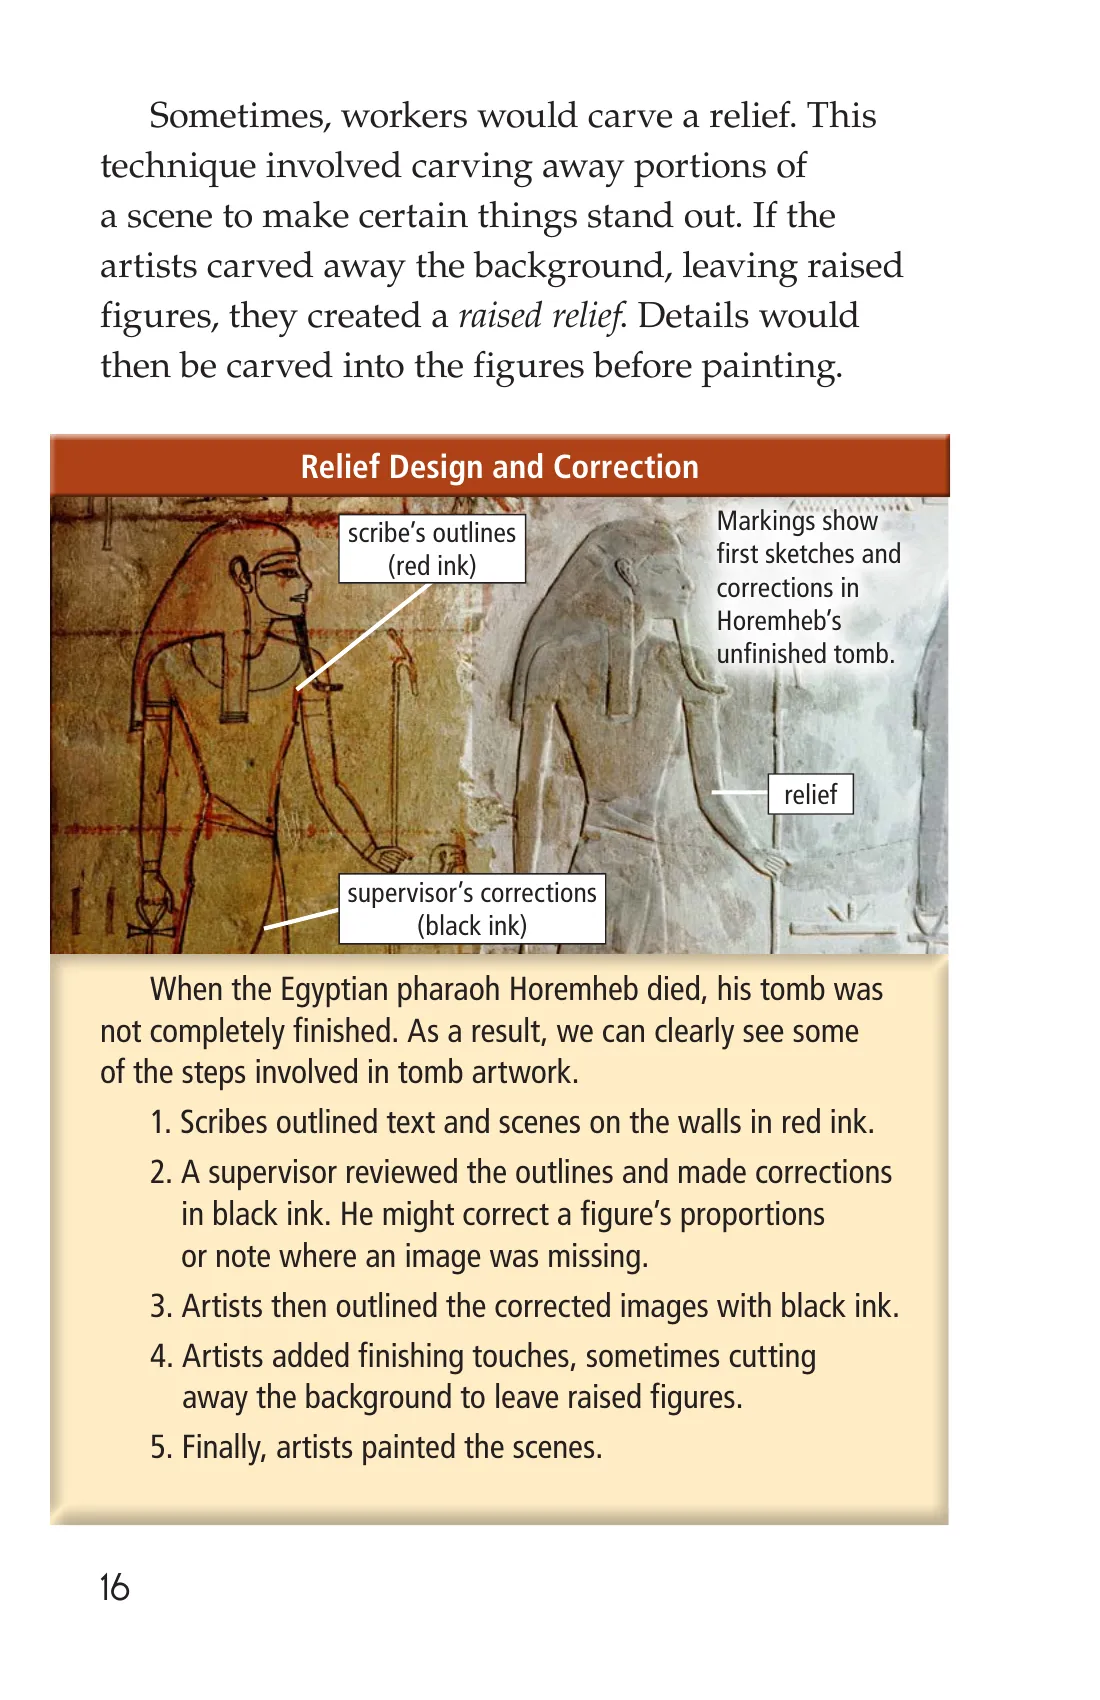 Sometimes, workers would carve a relief. This
technique involved carving away portions of
a scene to make certain things stand out. If the
artists carved away the background, leaving raised
figures, they created a raised relief. Details would
then be carved into the figures before painting.
Relief Design and Correction
scribe’s outlines
(red ink)
Markings show
first sketches and
corrections in
Horemheb’s
unfinished tomb.
relief
supervisor’s corrections
(black ink)
When the Egyptian pharaoh Horemheb died, his tomb was
not completely finished. As a result, we can clearly see some
of the steps involved in tomb artwork.
1. Scribes outlined text and scenes on the walls in red ink.
2. A supervisor reviewed the outlines and made corrections
in black ink. He might correct a figure’s proportions
or note where an image was missing.
3. Artists then outlined the corrected images with black ink.
4. Artists added finishing touches, sometimes cutting
away the background to leave raised figures.
5. Finally, artists painted the scenes.
16